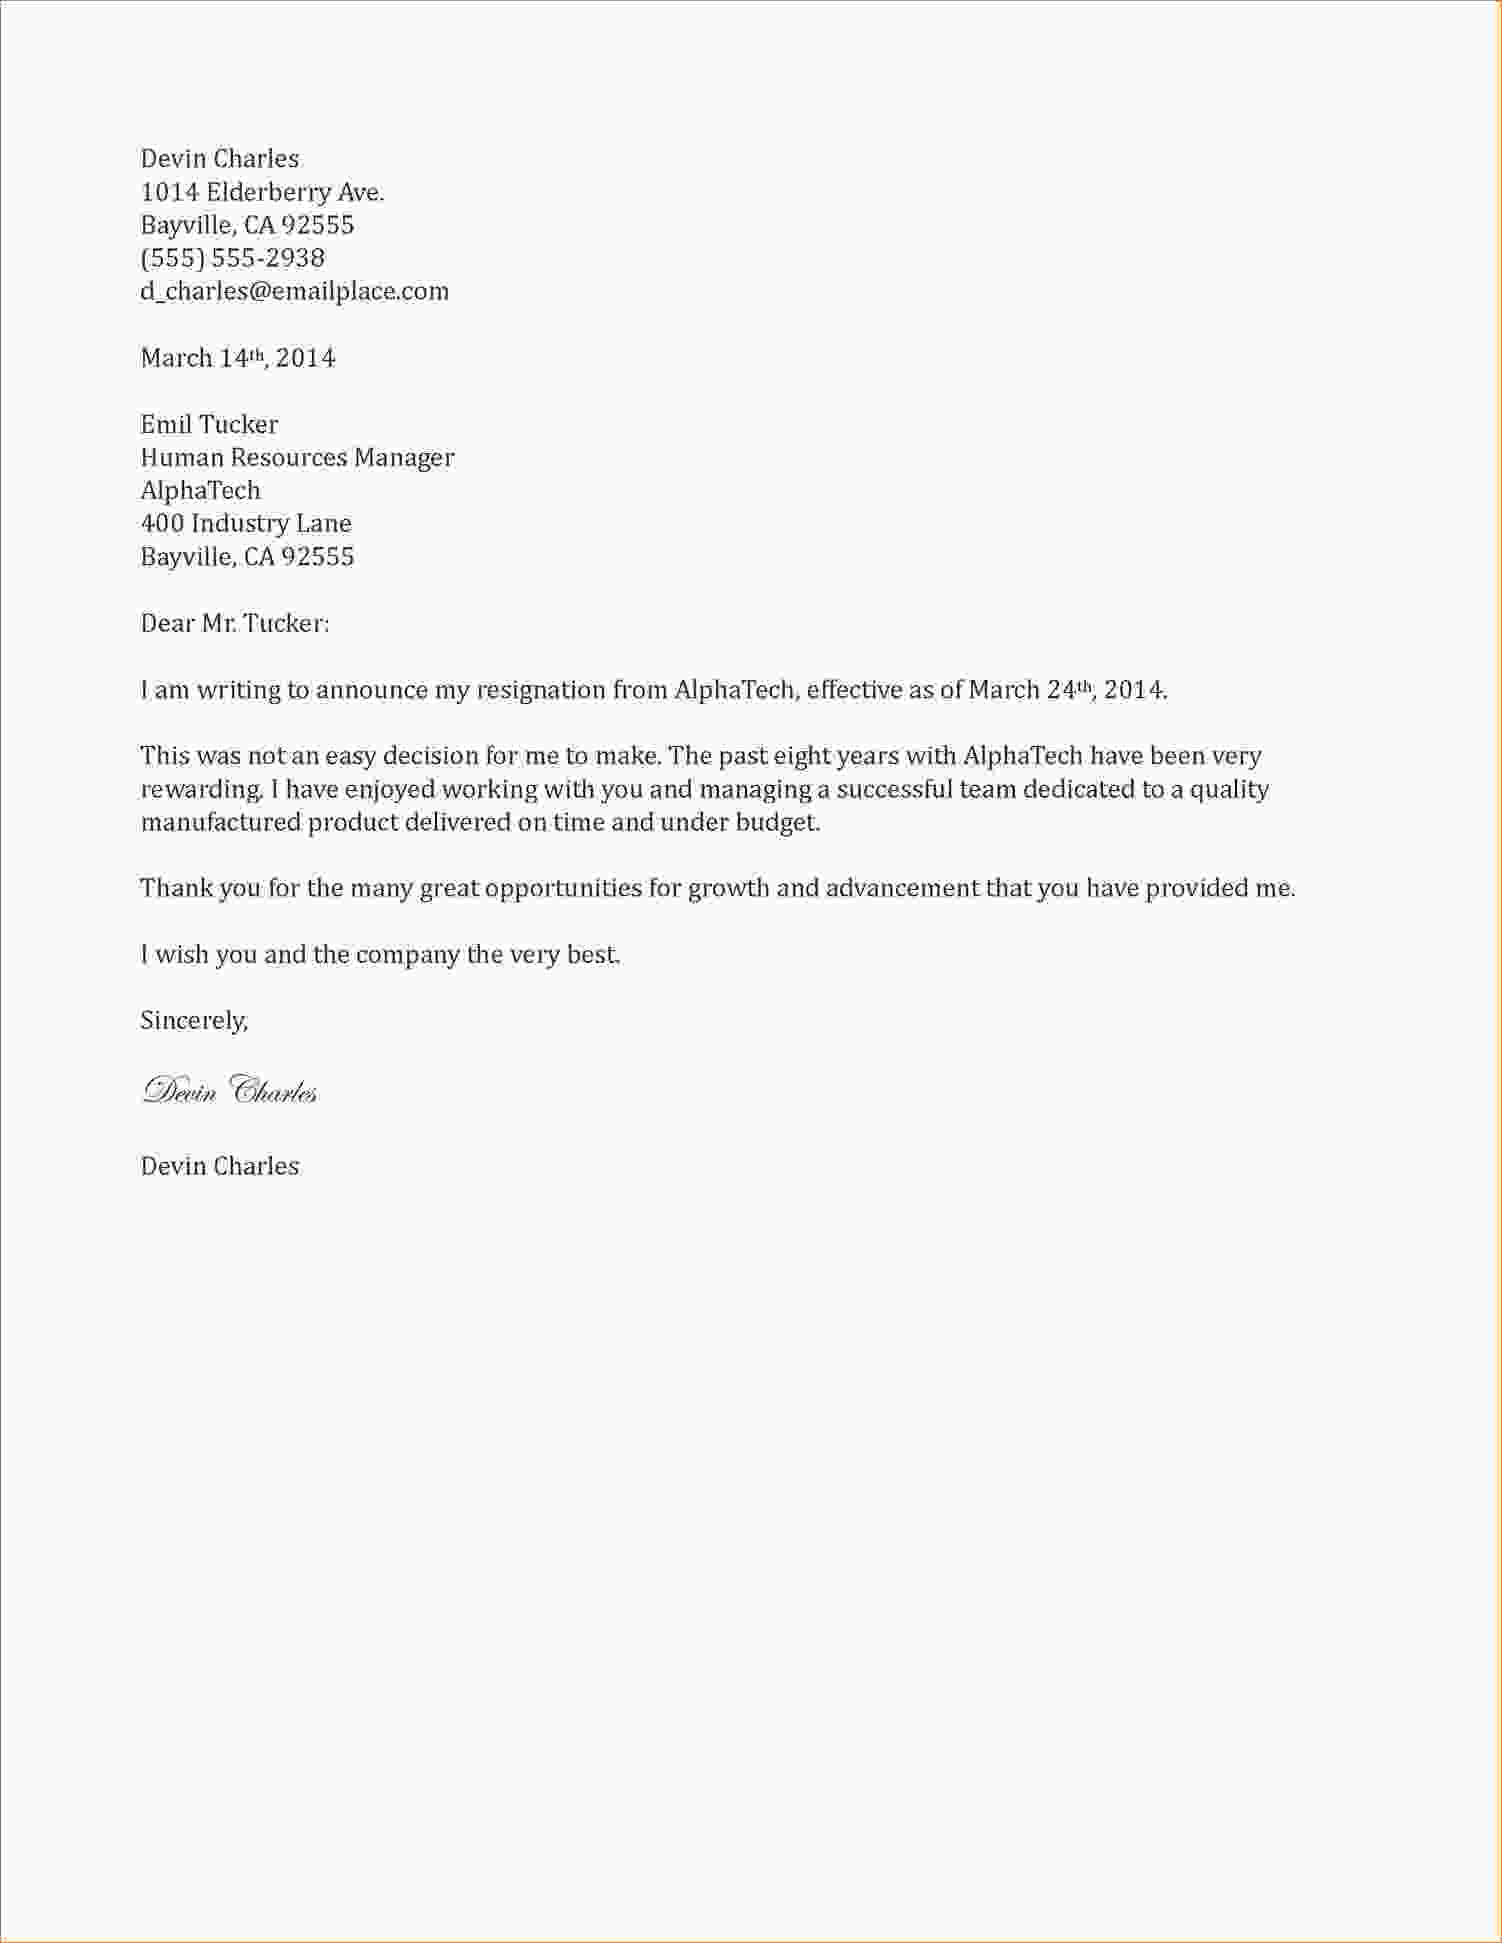 Devin Charles
1014 Elderberry Ave.
Bayville, CA 92555
(555) 555-2938
d_charles@emailplace.com
March 14th, 2014
Emil Tucker
Human Resources Manager
AlphaTech
400 Industry Lane
Bayville, CA 92555
Dear Mr. Tucker:
I am writing to announce my resignation from AlphaTech, effective as of March 24th, 2014.
This was not an easy decision for me to make. The past eight years with AlphaTech have been very
rewarding. I have enjoyed working with you and managing a successful team dedicated to a quality
manufactured product delivered on time and under budget.
Thank you for the many great opportunities for growth and advancement that you have provided me.
I wish you and the company the very best.
Sincerely,
Devin Charles
Devin Charles